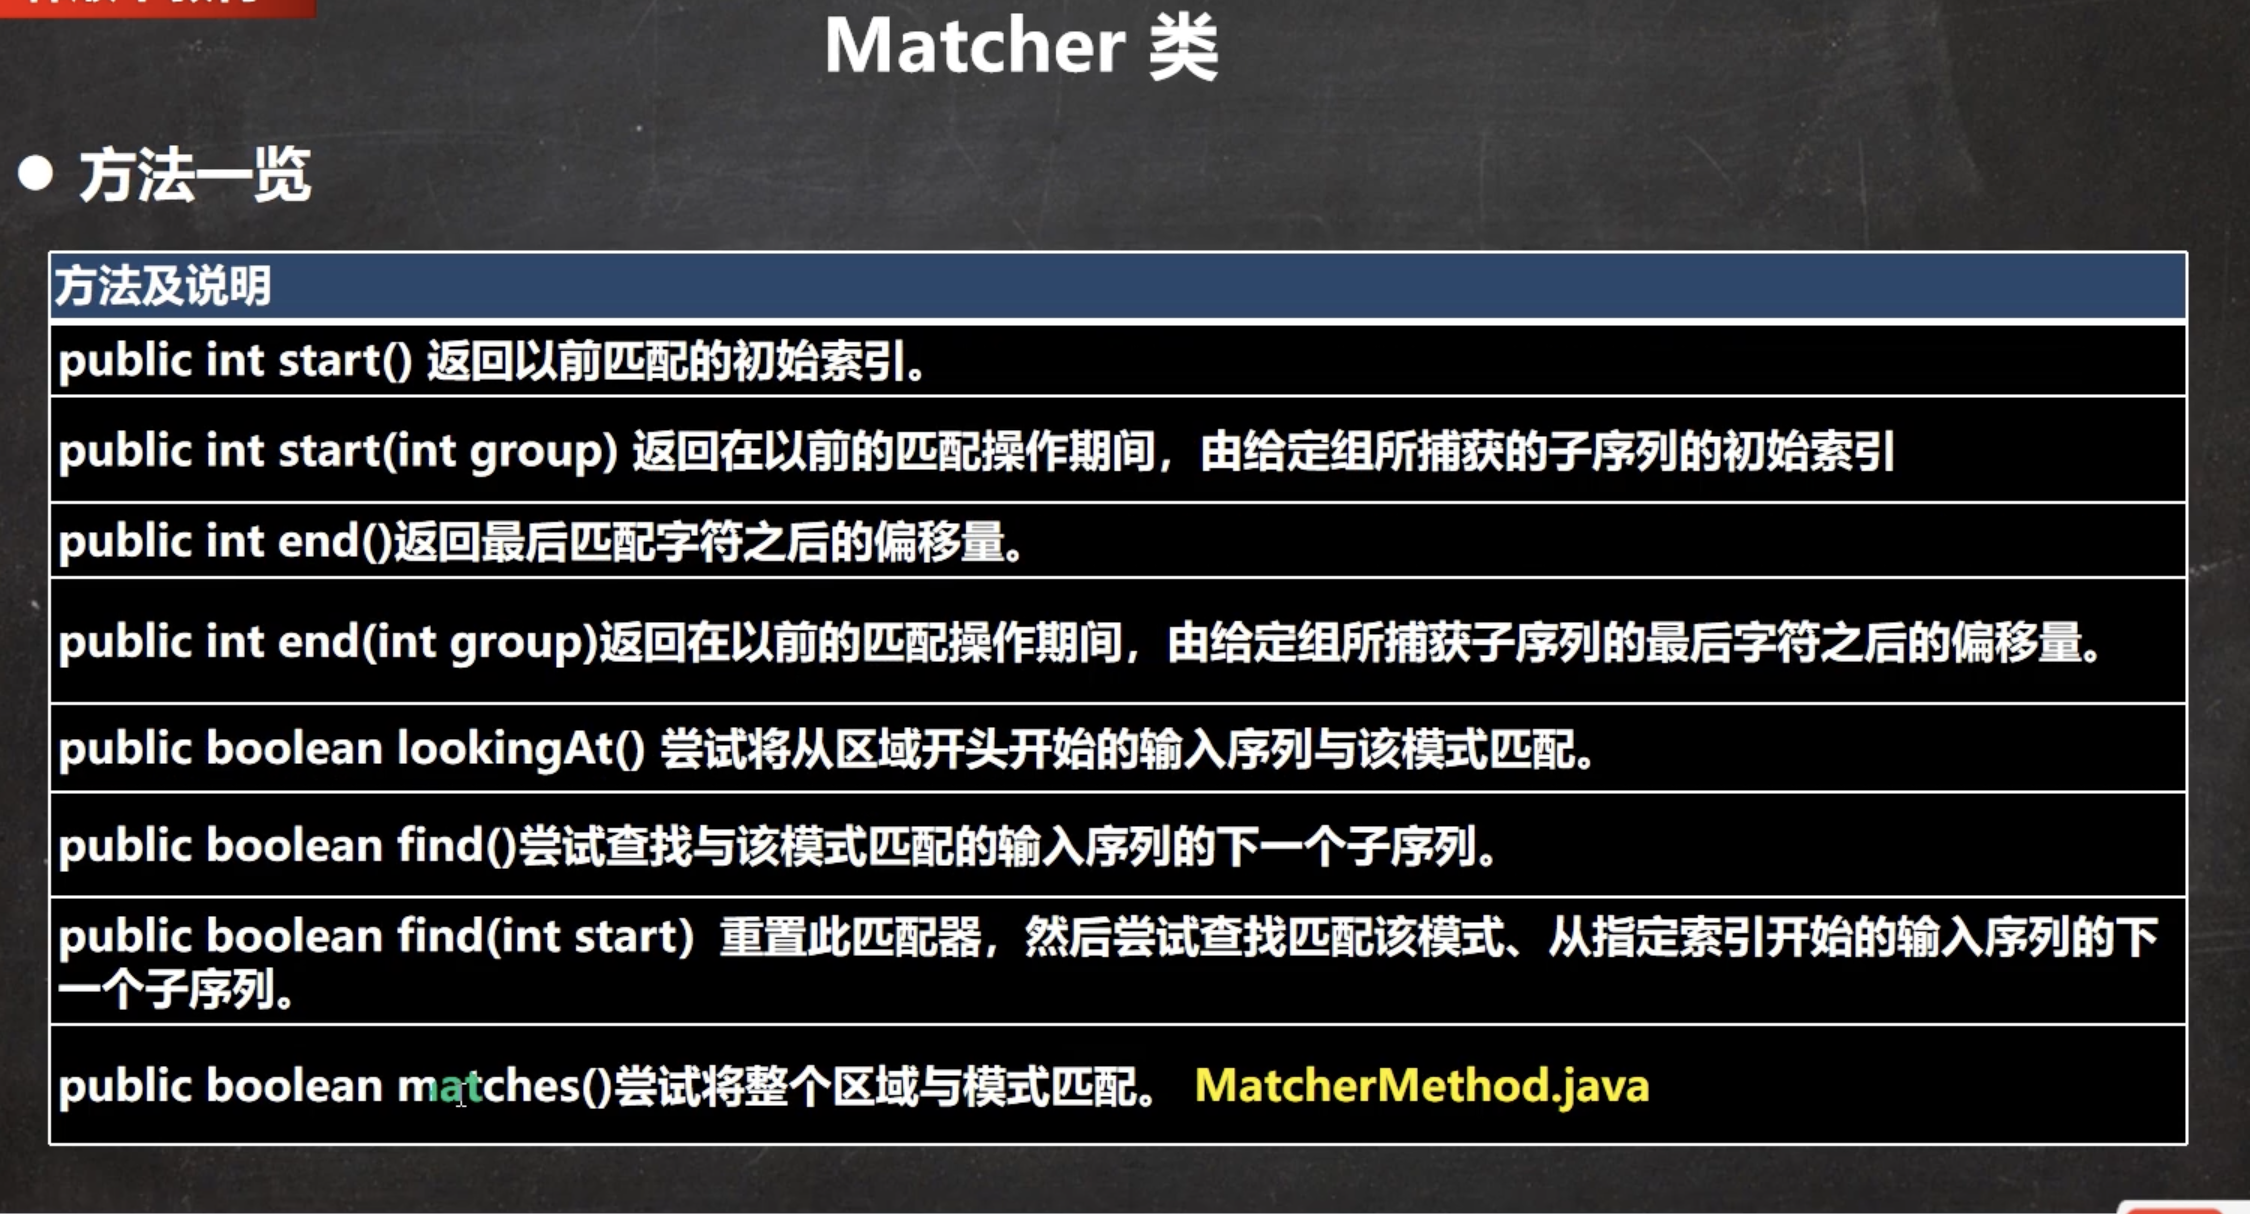 Matcher 类
● 方法一览
方法及说明
public int start() 返回以前匹配的初始索引。
public int start(int group) 返回在以前的匹配操作期间，由给定组所捕获的子序列的初始索引
public int end()返回最后匹配字符之后的偏移量。
public int end(int group)返回在以前的匹配操作期间，由给定组所捕获子序列的最后字符之后的偏移量。
public boolean lookingAt() 尝试将从区域开头开始的输入序列与该模式匹配。
public boolean find()尝试查找与该模式匹配的输入序列的下一个子序列。
public boolean find(int start）重置此匹配器，然后尝试查找匹配该模式、从指定索引开始的输入序列的下
一个子序列。
public boolean matches()尝试将整个区域与模式匹配。 MatcherMethod.java